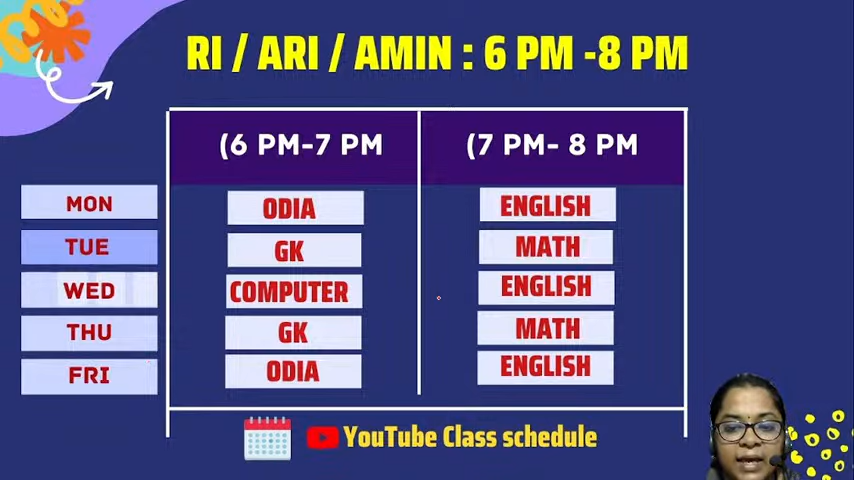 RI / ARI / AMIN : 6 PM -8 PM
(6 PM-7 PM (7 PM- 8 PM
MON ODIA ENGLISH
TUE GK MATH
WED COMPUTER ENGLISH
THU GK MATH
FRI ODIA ENGLISH
YouTube Class schedule